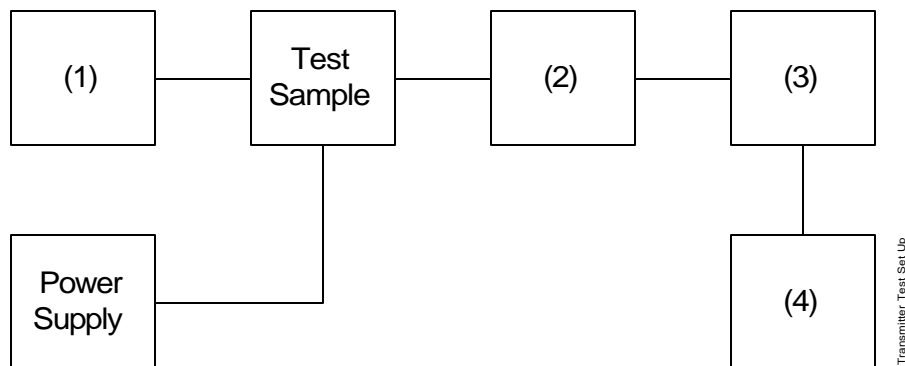 (1)
Test
Sample
(2)
(3)
Power
Supply
(4)
Transmitter Test Set Up